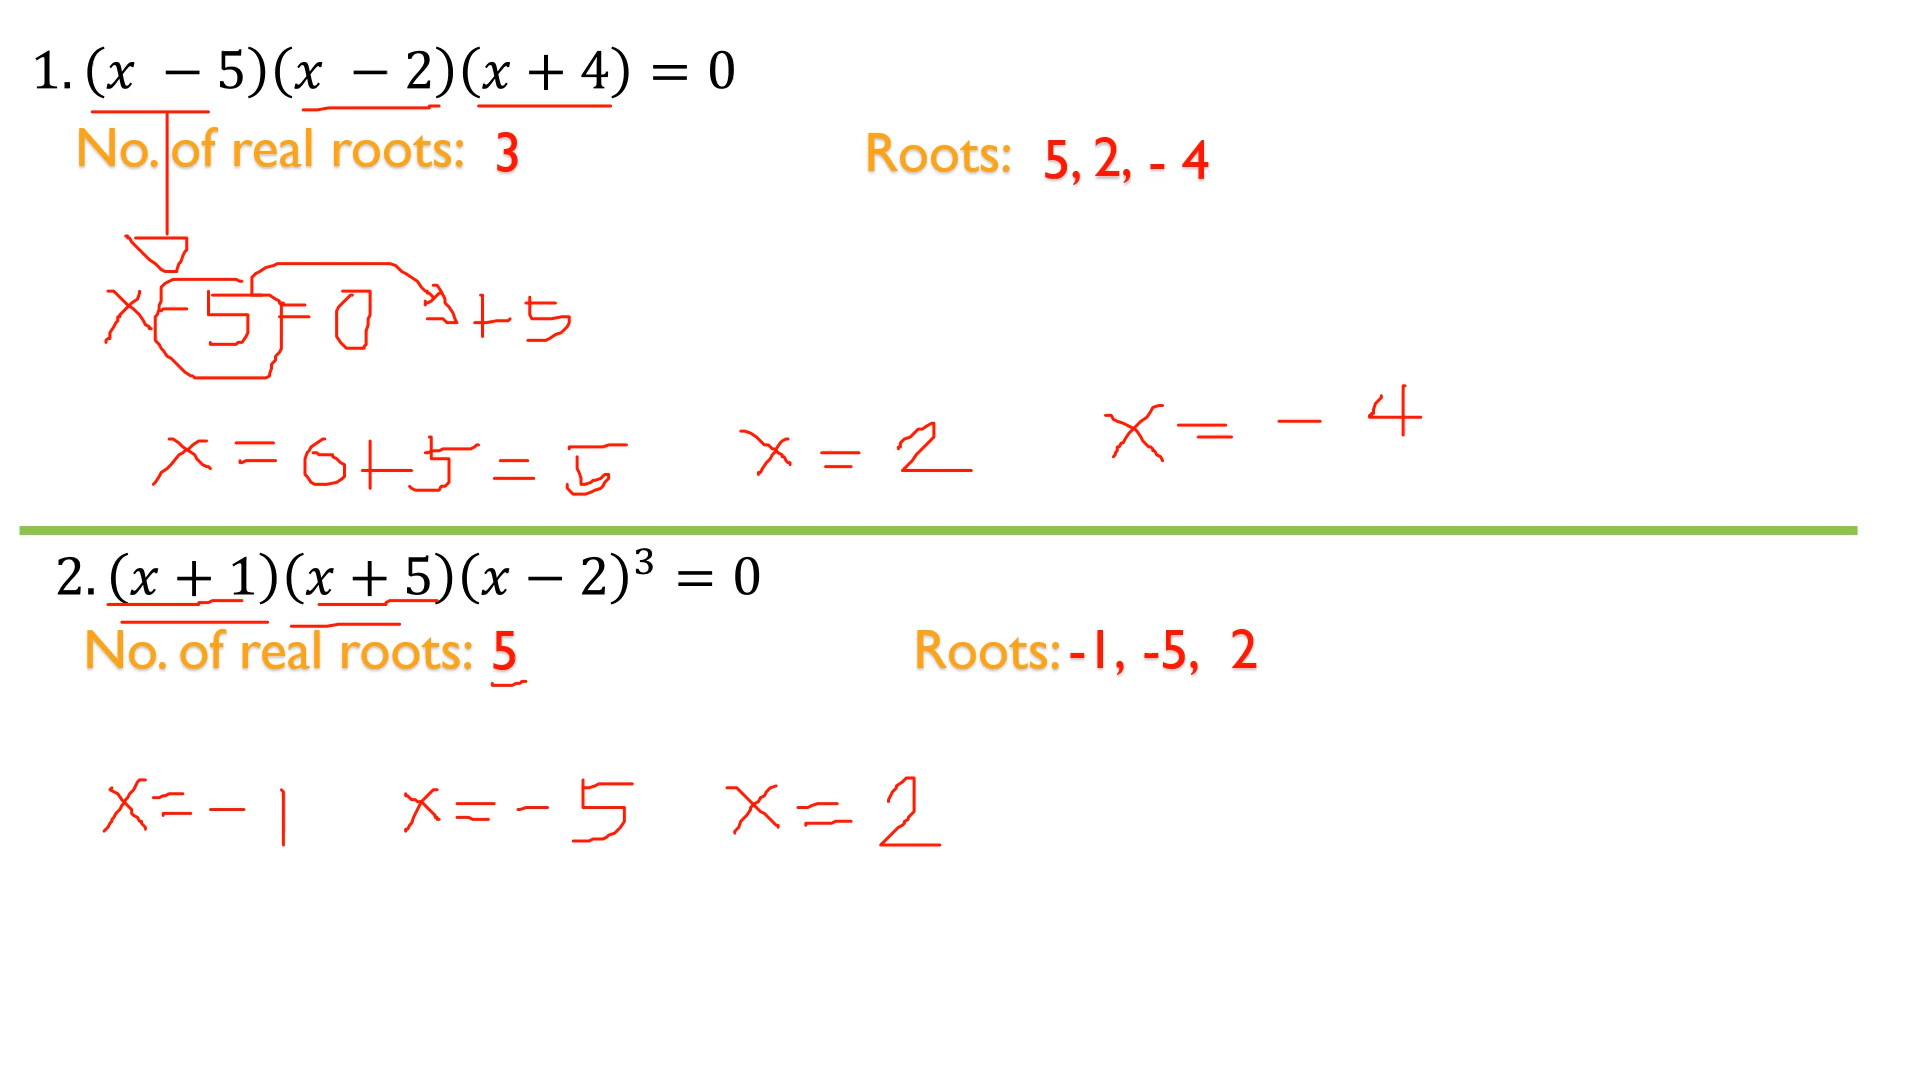 1. (x − 5)(x − 2)(x + 4) = 0
No. of real roots: 3
Roots: 5, 2, - 4
x - 5 = 0 +5
x = 0 + 5 = 5
x = 2
x = - 4
2. (x + 1)(x + 5)(x − 2)³ = 0
No. of real roots: 5
Roots: -1, -5, 2
x = - 1
x = - 5
x = 2